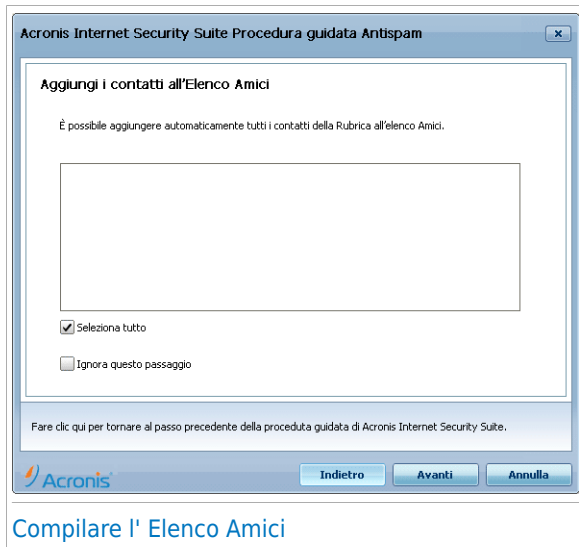 Acronis Internet Security Suite Procedura guidata Antispam
Aggiungi i contatti all'Elenco Amici
È possibile aggiungere automaticamente tutti i contatti della Rubrica all'elenco Amici.
Seleziona tutto
Ignora questo passaggio
Fare clic qui per tornare al passo precedente della proceduta guidata di Acronis Internet Security Suite.
Acronis
Indietro
Avanti
Annulla
Compilare l' Elenco Amici